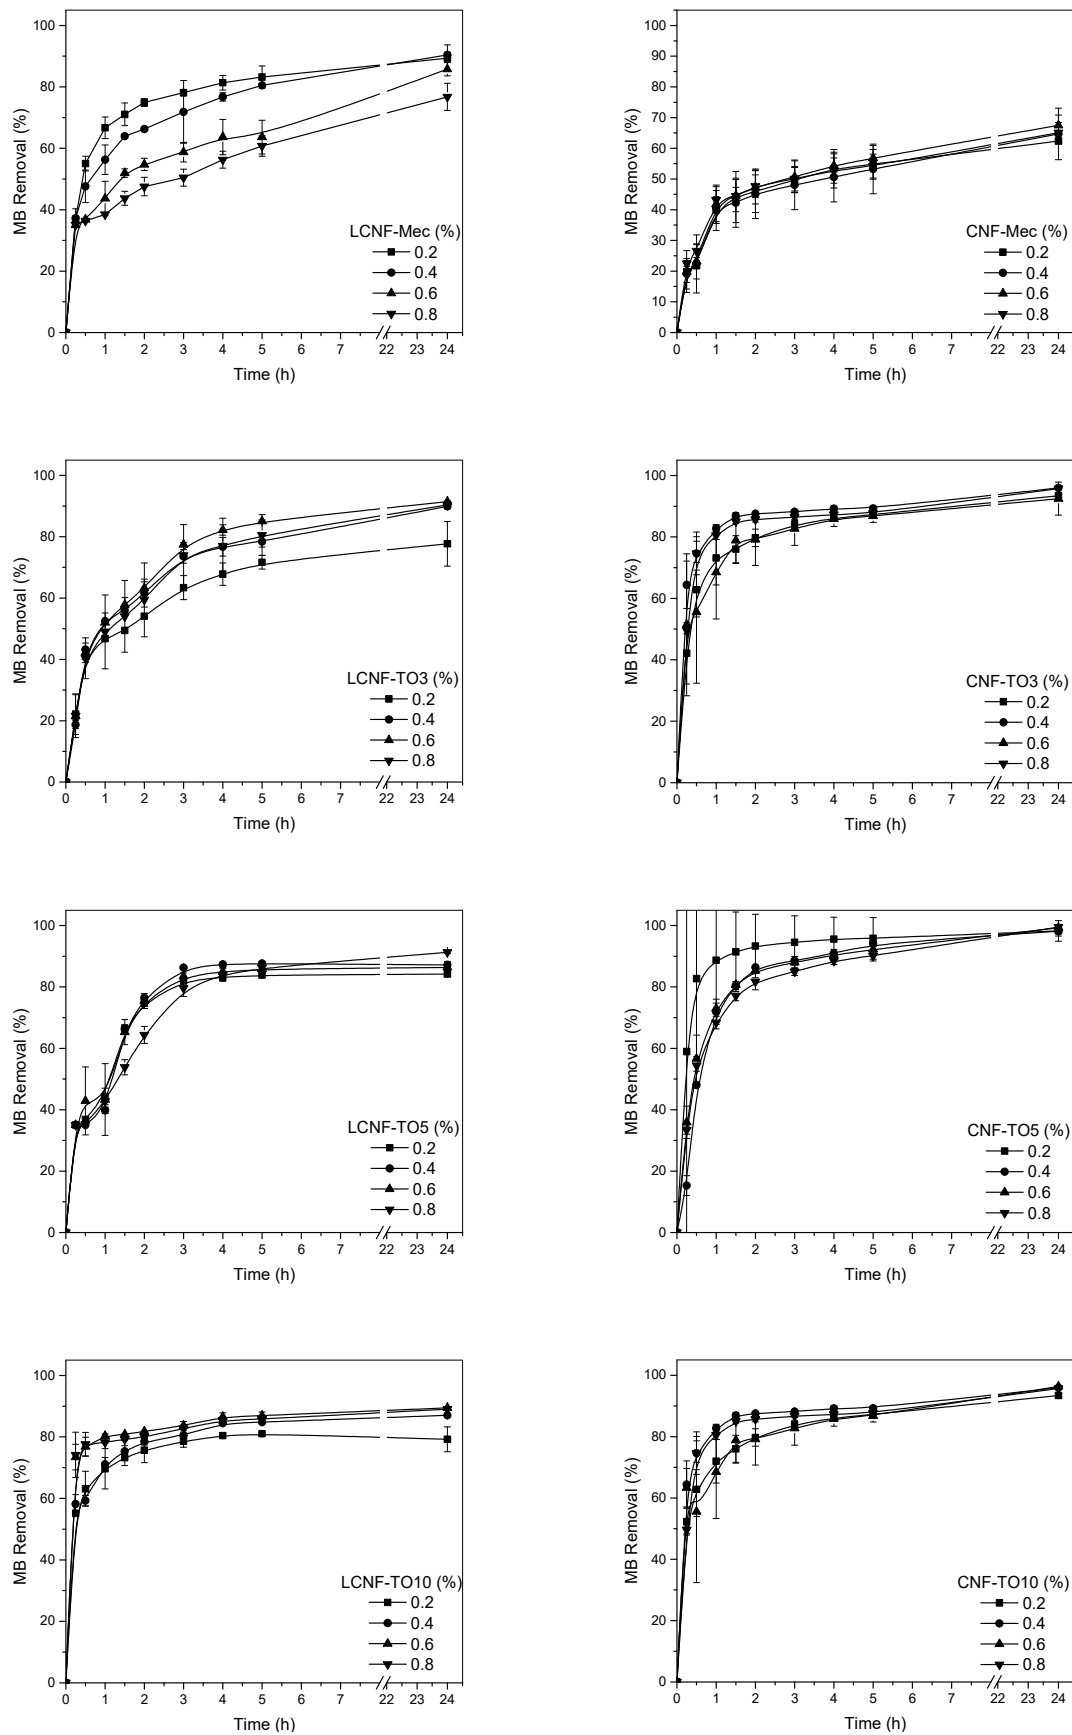 100
80
60
40
20
0
MB Removal (%)
LCNF-Mec (%)
0.2
0.4
0.6
0.8
0 1 2 3 4 5 6 7 22 23 24
Time (h)
100
90
80
70
60
50
40
30
20
10
0
MB Removal (%)
CNF-Mec (%)
0.2
0.4
0.6
0.8
0 1 2 3 4 5 6 7 22 23 24
Time (h)
100
80
60
40
20
0
MB Removal (%)
LCNF-TO3 (%)
0.2
0.4
0.6
0.8
0 1 2 3 4 5 6 7 22 23 24
Time (h)
100
80
60
40
20
0
MB Removal (%)
CNF-TO3 (%)
0.2
0.4
0.6
0.8
0 1 2 3 4 5 6 7 22 23 24
Time (h)
100
80
60
40
20
0
MB Removal (%)
LCNF-TO5 (%)
0.2
0.4
0.6
0.8
0 1 2 3 4 5 6 7 22 23 24
Time (h)
100
80
60
40
20
0
MB Removal (%)
CNF-TO5 (%)
0.2
0.4
0.6
0.8
0 1 2 3 4 5 6 7 22 23 24
Time (h)
100
80
60
40
20
0
MB Removal (%)
LCNF-TO10 (%)
0.2
0.4
0.6
0.8
0 1 2 3 4 5 6 7 22 23 24
Time (h)
100
80
60
40
20
0
MB Removal (%)
CNF-TO10 (%)
0.2
0.4
0.6
0.8
0 1 2 3 4 5 6 7 22 23 24
Time (h)